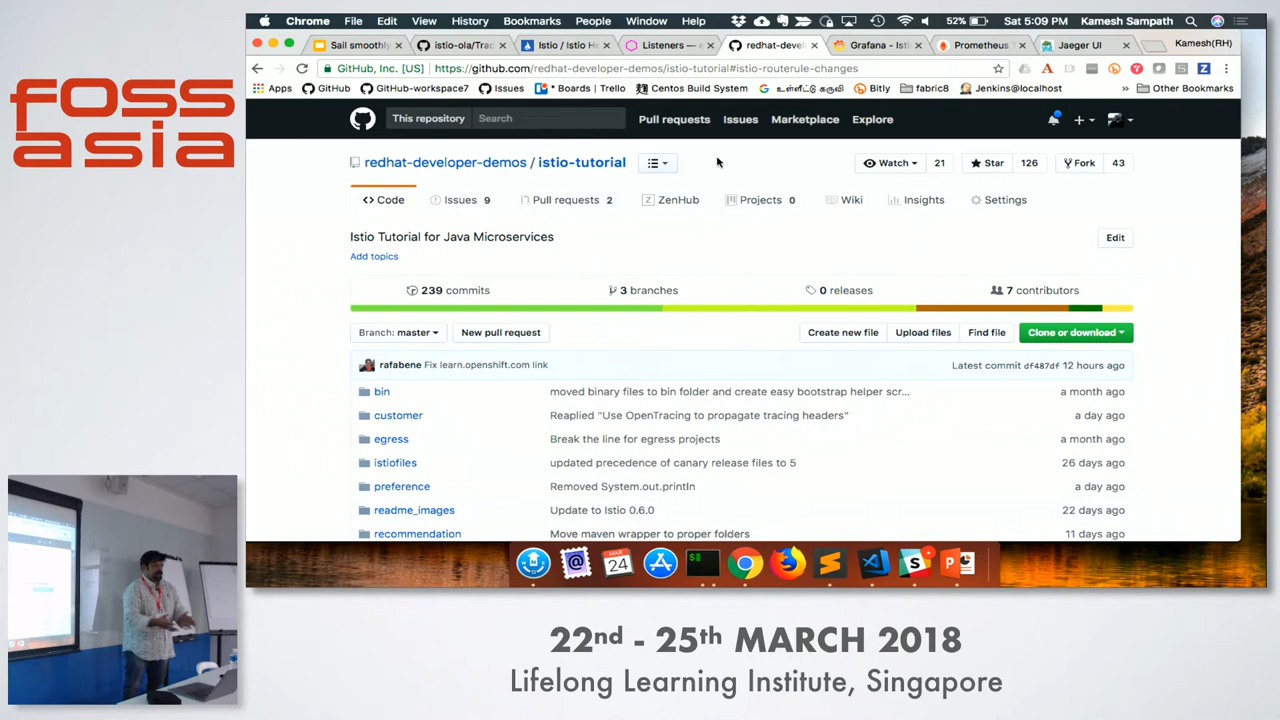 foss
asia
Chrome File Edit View History Bookmarks People Window Help 52% Sat 5:09 PM Kamesh Sampath
Sail smoothly istio-ola/Trac Istio / Istio He Listeners — e redhat-devel Grafana - Isti Prometheus Jaeger UI Kamesh(RH)
GitHub, Inc. [US] https://github.com/redhat-developer-demos/istio-tutorial#istio-routerule-changes
Apps GitHub GitHub-workspace7 Issues * Boards | Trello Centos Build System உள்ளீட்டு கருவி Bitly fabric8 Jenkins@localhost » Other Bookmarks
This repository Search Pull requests Issues Marketplace Explore
redhat-developer-demos / istio-tutorial Watch 21 Star 126 Fork 43
<> Code Issues 9 Pull requests 2 ZenHub Projects 0 Wiki Insights Settings
Istio Tutorial for Java Microservices Edit
Add topics
239 commits 3 branches 0 releases 7 contributors
Branch: master New pull request Create new file Upload files Find file Clone or download
rafabene Fix learn.openshift.com link Latest commit df487df 12 hours ago
bin moved binary files to bin folder and create easy bootstrap helper scr... a month ago
customer Reaplied "Use OpenTracing to propagate tracing headers" a day ago
egress Break the line for egress projects a month ago
istiofiles updated precedence of canary release files to 5 26 days ago
preference Removed System.out.println a day ago
readme_images Update to Istio 0.6.0 22 days ago
recommendation Move maven wrapper to proper folders 11 days ago
MAR
24
22nd - 25th MARCH 2018
Lifelong Learning Institute, Singapore